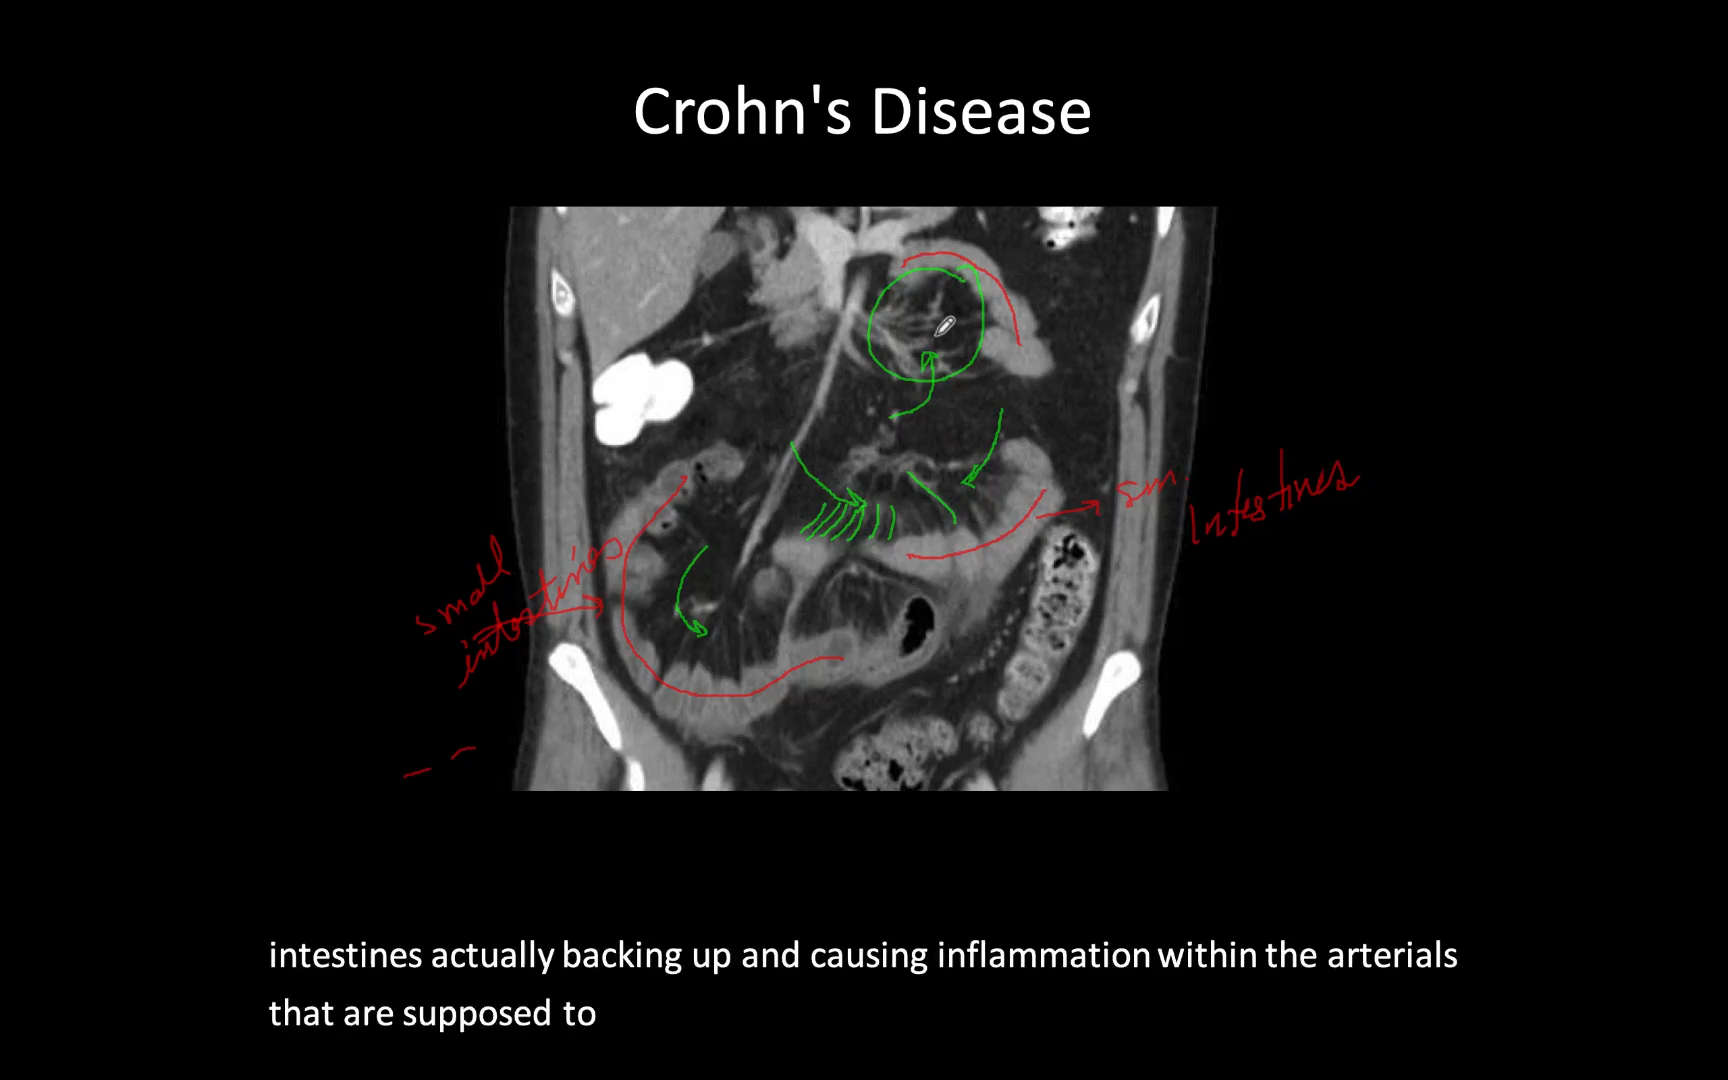 Crohn's Disease
sm.
Intestines
small
intestines
intestines actually backing up and causing inflammation within the arterials
that are supposed to